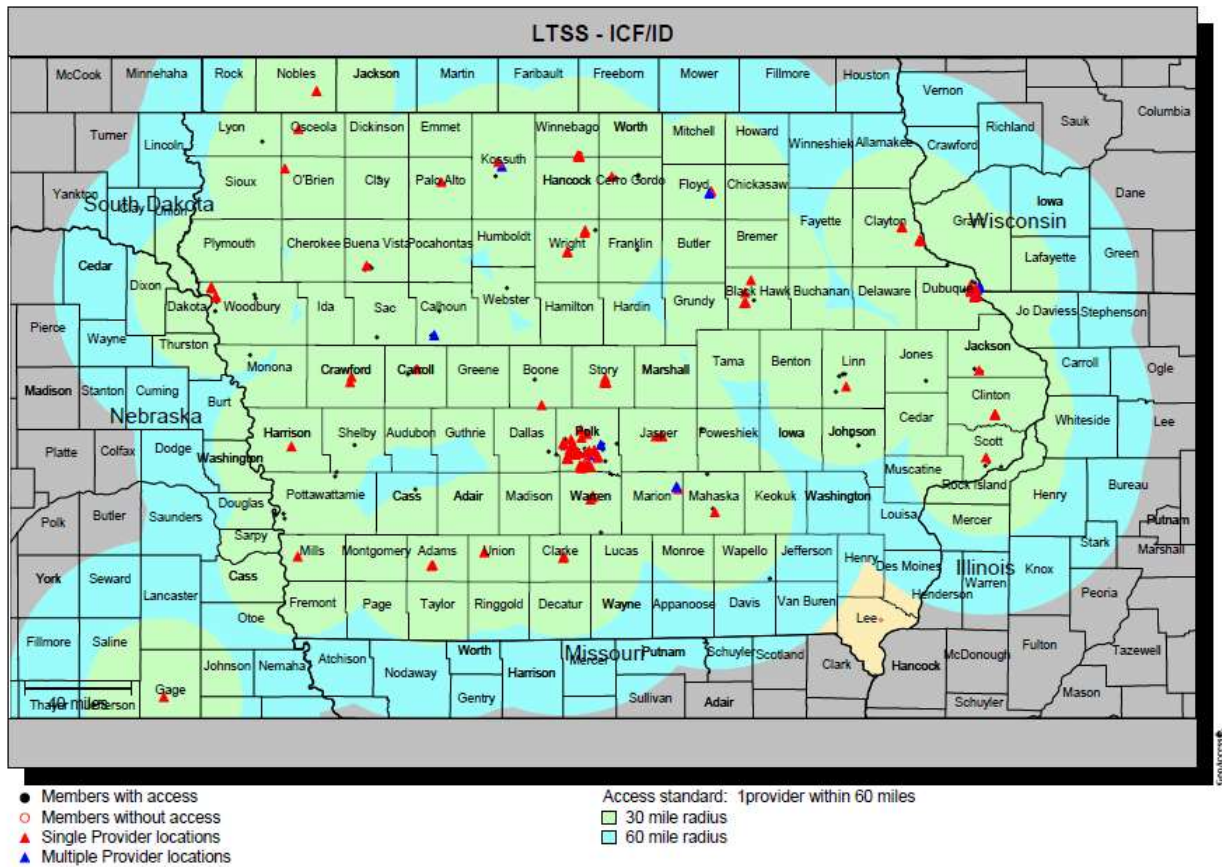 LTSS - ICF/ID
McCook Minnehaha Rock Nobles Jackson Martin Faribault Freeborn Mower Fillmore Houston
Vernon
Columbia
Turner Lincoln Lyon Osceola Dickinson Emmet Winnebago Worth Mitchell Howard Winneshiek Allamakee Crawford Richland Sauk
Kossuth
Yankton Clay Union Sioux O'Brien Clay Palo Alto Hancock Cerro Gordo Floyd Chickasaw Iowa Dane
South Dakota
Fayette Clayton Grant Wisconsin
Plymouth Cherokee Buena Vista Pocahontas Humboldt Wright Franklin Butler Bremer Lafayette Green
Cedar Dixon
Dakota Woodbury Ida Sac Calhoun Webster Hamilton Hardin Grundy Black Hawk Buchanan Delaware Dubuque Jo Daviess Stephenson
Pierce Wayne Thurston
Monona Crawford Carroll Greene Boone Story Marshall Tama Benton Linn Jones Jackson Carroll Ogle
Madison Stanton Cuming Burt
Clinton
Nebraska
Cedar Whiteside Lee
Harrison Shelby Audubon Guthrie Dallas Polk Jasper Poweshiek Iowa Johnson Scott
Platte Colfax Dodge Washington
Muscatine
Rock Island
Pottawattamie Cass Adair Madison Warren Marion Mahaska Keokuk Washington Henry Bureau
Douglas
Polk Butler Saunders Louisa Mercer Putnam
Sarpy
Stark Marshall
Mills Montgomery Adams Union Clarke Lucas Monroe Wapello Jefferson Henry Des Moines Illinois Knox
York Seward Cass Warren
Lancaster Henderson Peoria
Fremont Page Taylor Ringgold Decatur Wayne Appanoose Davis Van Buren
Otoe Lee
Fillmore Saline Missouri
Johnson Nemaha Atchison Nodaway Worth Harrison Mercer Putnam Schuyler Scotland Clark Hancock McDonough Fulton Tazewell
Gage Gentry Sullivan Adair Schuyler Mason
40 miles
Thayer Jefferson
GeoAccess
Members with access
Members without access
Single Provider locations
Multiple Provider locations
Access standard: 1provider within 60 miles
30 mile radius
60 mile radius